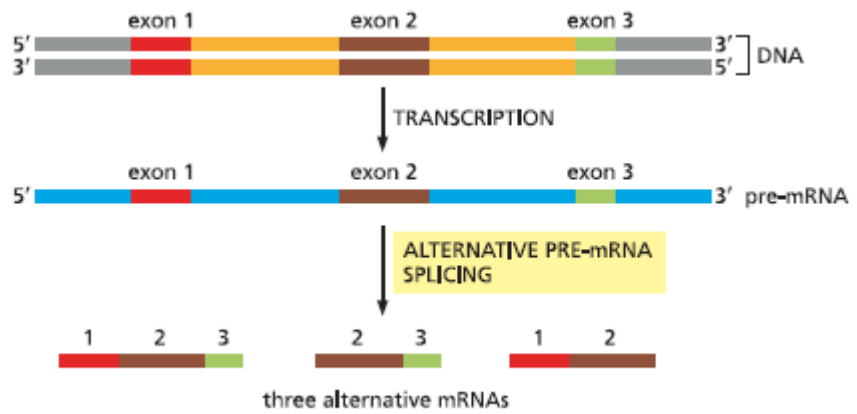 exon 1 exon 2 exon 3
5′ 3′
3′ 5′
DNA
TRANSCRIPTION
exon 1 exon 2 exon 3
5′ 3′ pre-mRNA
ALTERNATIVE PRE-mRNA
SPLICING
1 2 3 2 3 1 2
three alternative mRNAs